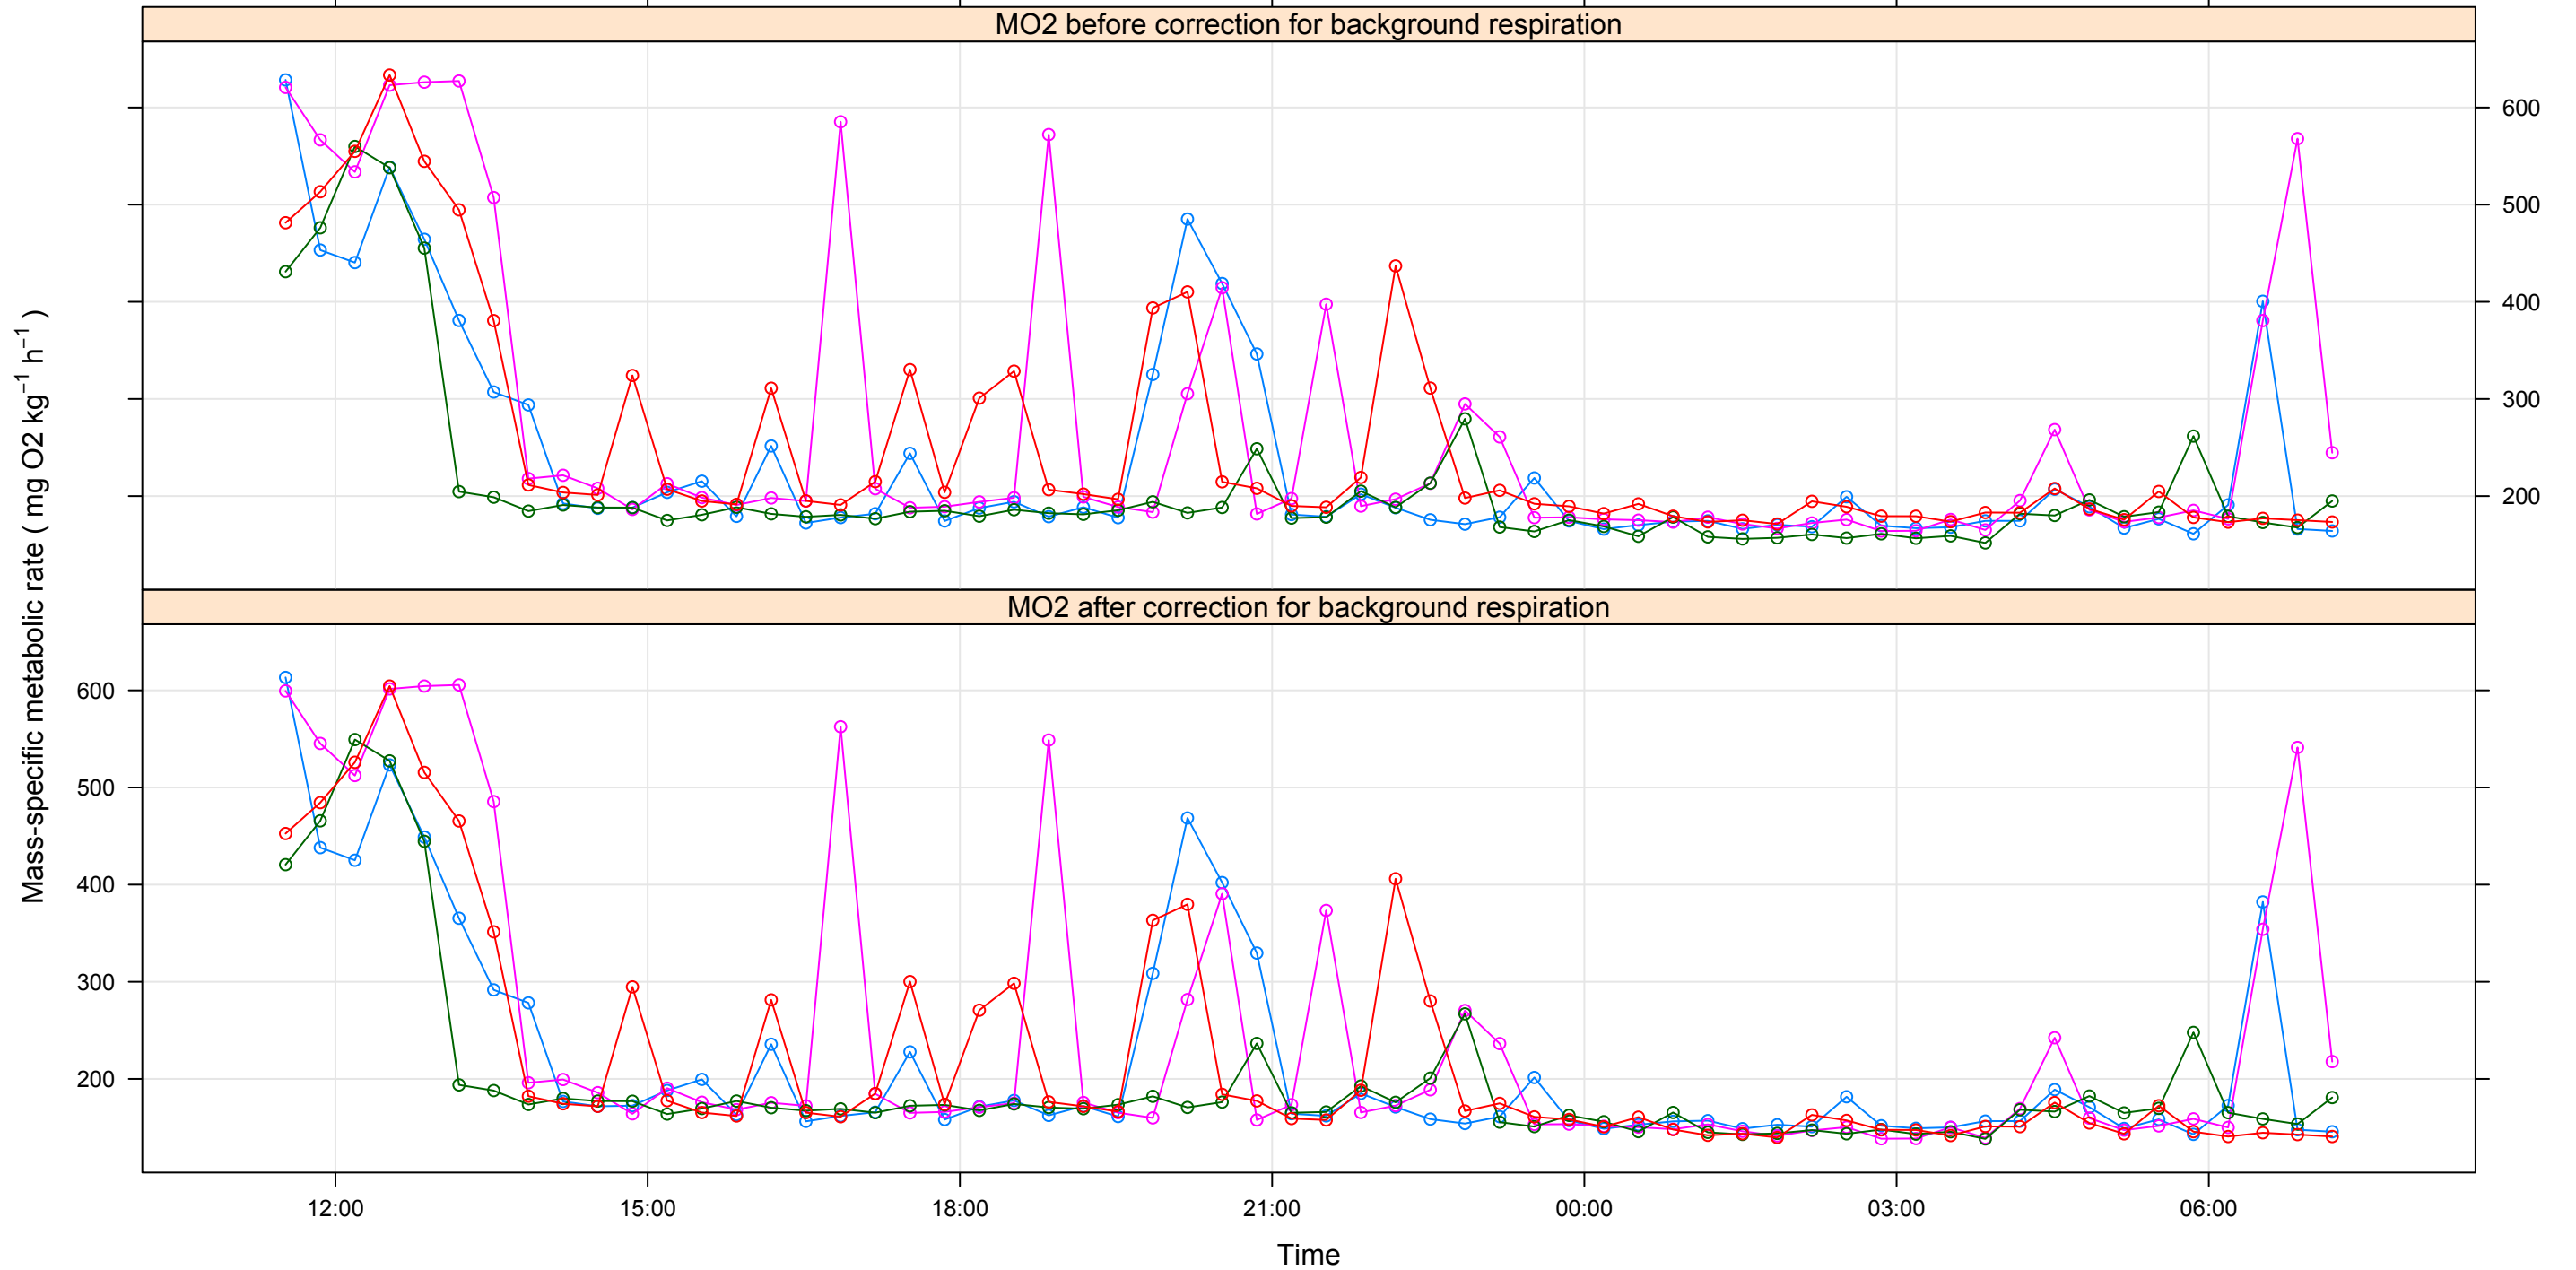 MO2 before correction for background respiration
600
500
400
300
200
Mass-specific metabolic rate ( mg O2 kg⁻¹ h⁻¹ )
MO2 after correction for background respiration
600
500
400
300
200
12:00 15:00 18:00 21:00 00:00 03:00 06:00
Time